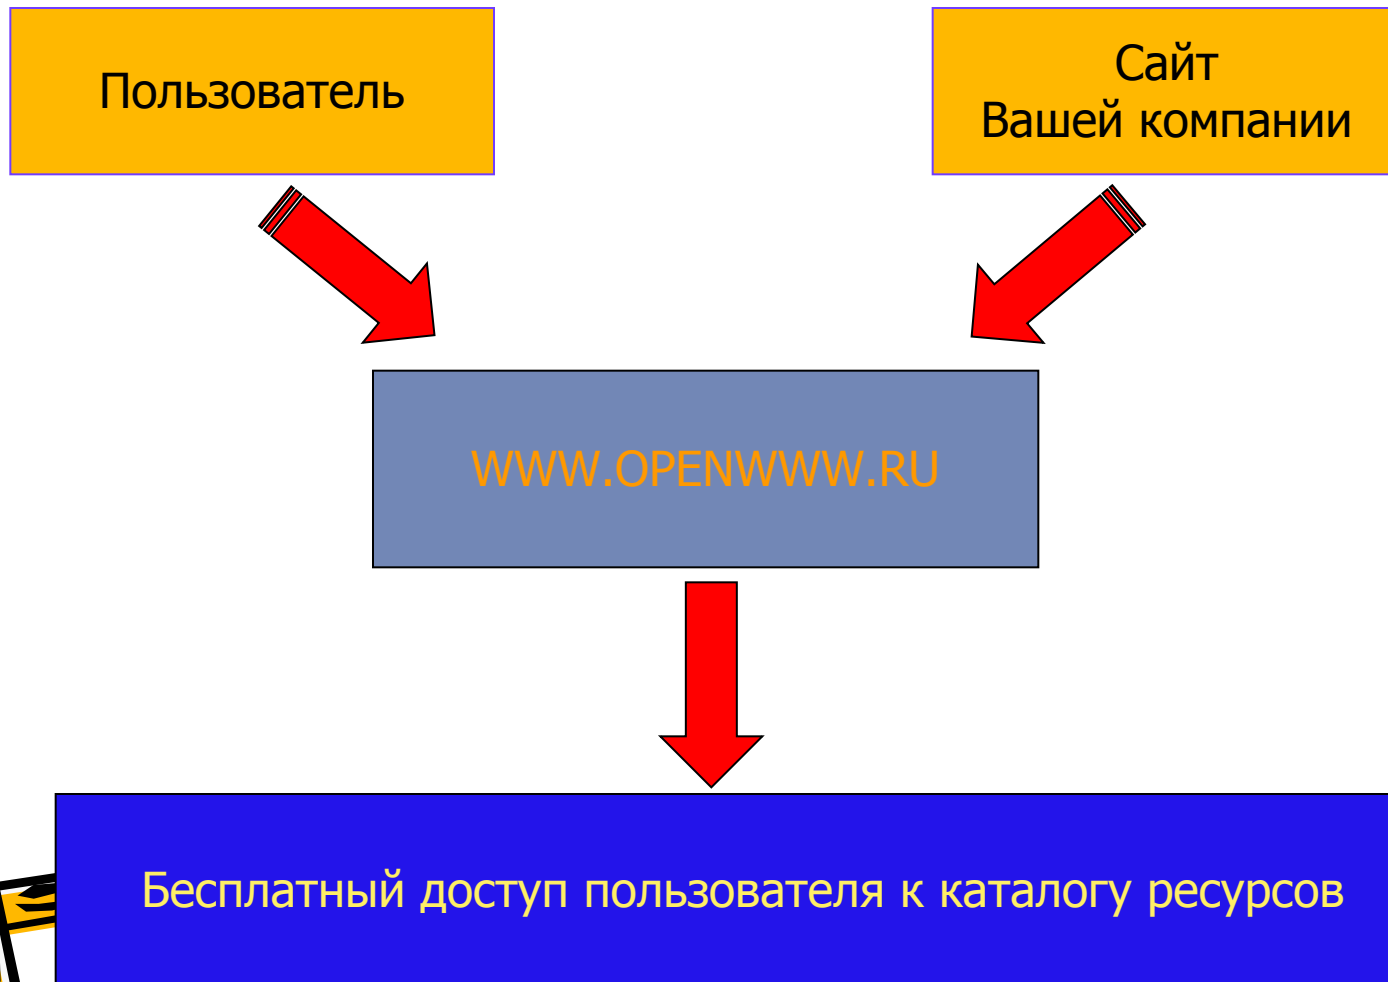 Пользователь
Сайт
Вашей компании
WWW.OPENWWW.RU
Бесплатный доступ пользователя к каталогу ресурсов